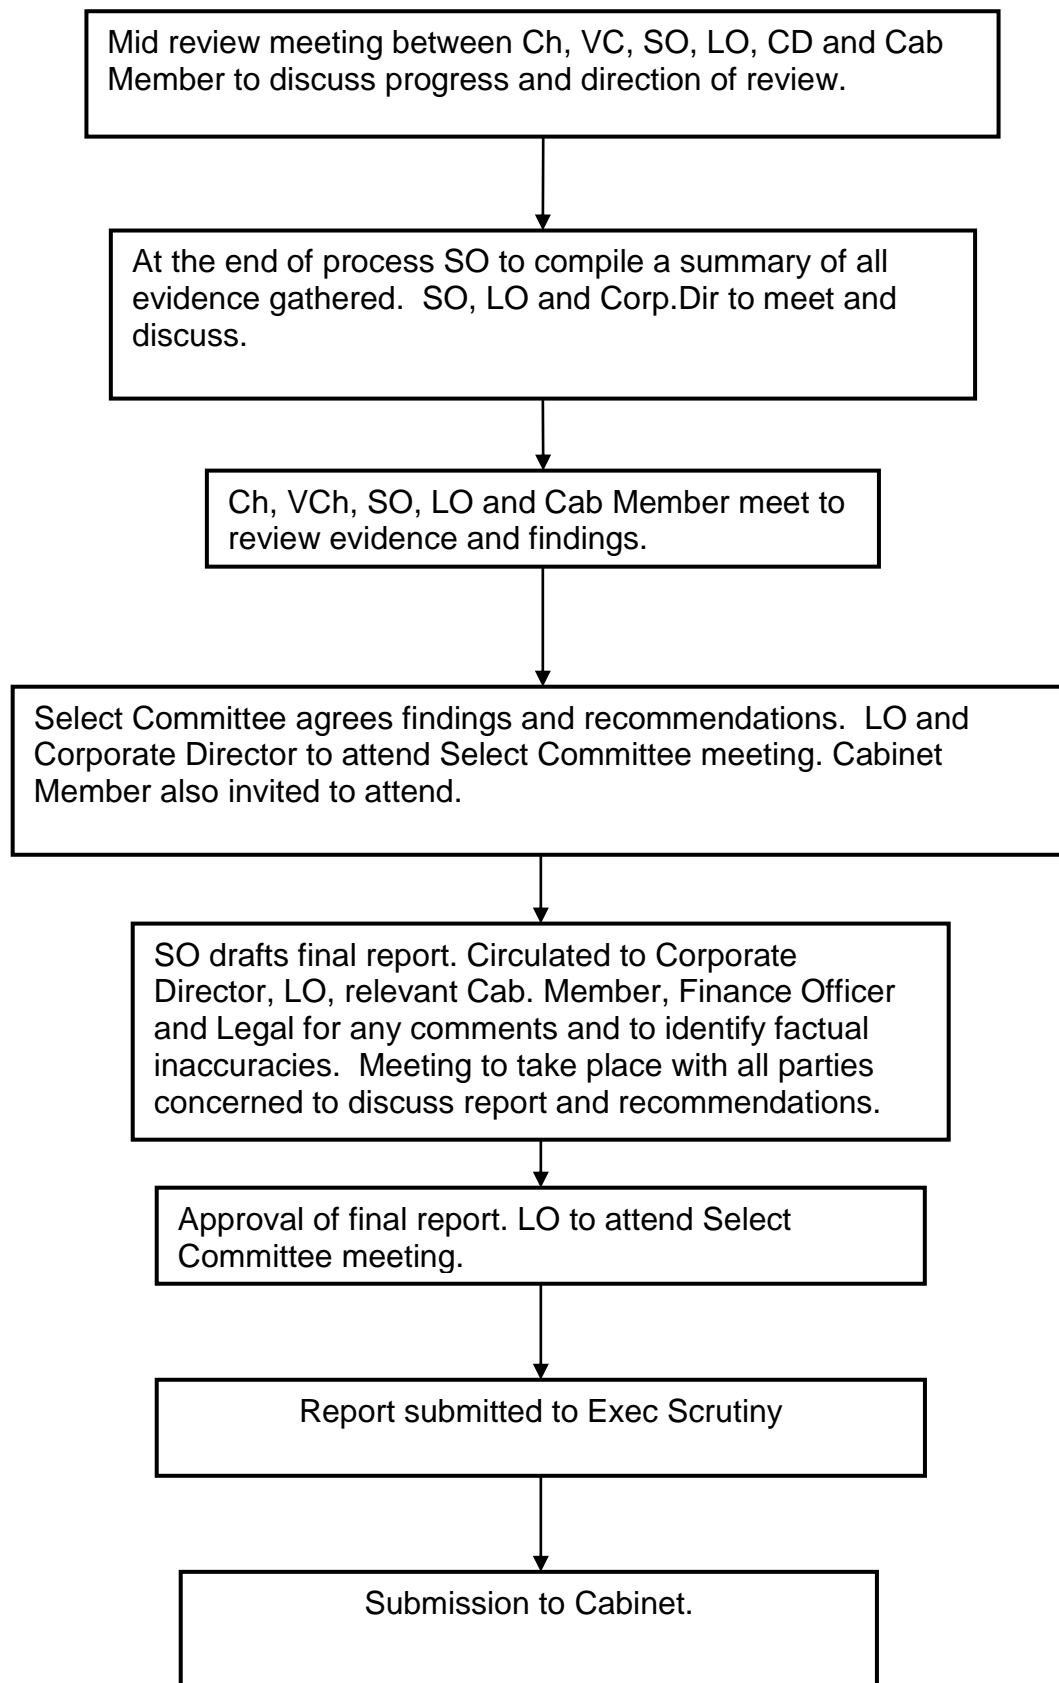 Mid review meeting between Ch, VC, SO, LO, CD and Cab
Member to discuss progress and direction of review.
At the end of process SO to compile a summary of all
evidence gathered.  SO, LO and Corp.Dir to meet and
discuss.
Ch, VCh, SO, LO and Cab Member meet to
review evidence and findings.
Select Committee agrees findings and recommendations.  LO and
Corporate Director to attend Select Committee meeting. Cabinet
Member also invited to attend.
SO drafts final report. Circulated to Corporate
Director, LO, relevant Cab. Member, Finance Officer
and Legal for any comments and to identify factual
inaccuracies.  Meeting to take place with all parties
concerned to discuss report and recommendations.
Approval of final report. LO to attend Select
Committee meeting.
Report submitted to Exec Scrutiny
Submission to Cabinet.